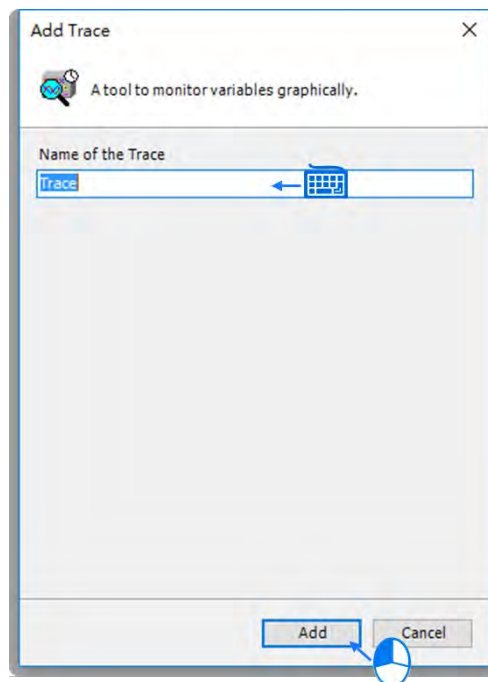 Add Trace
A tool to monitor variables graphically.
Name of the Trace
Trace
Add
Cancel